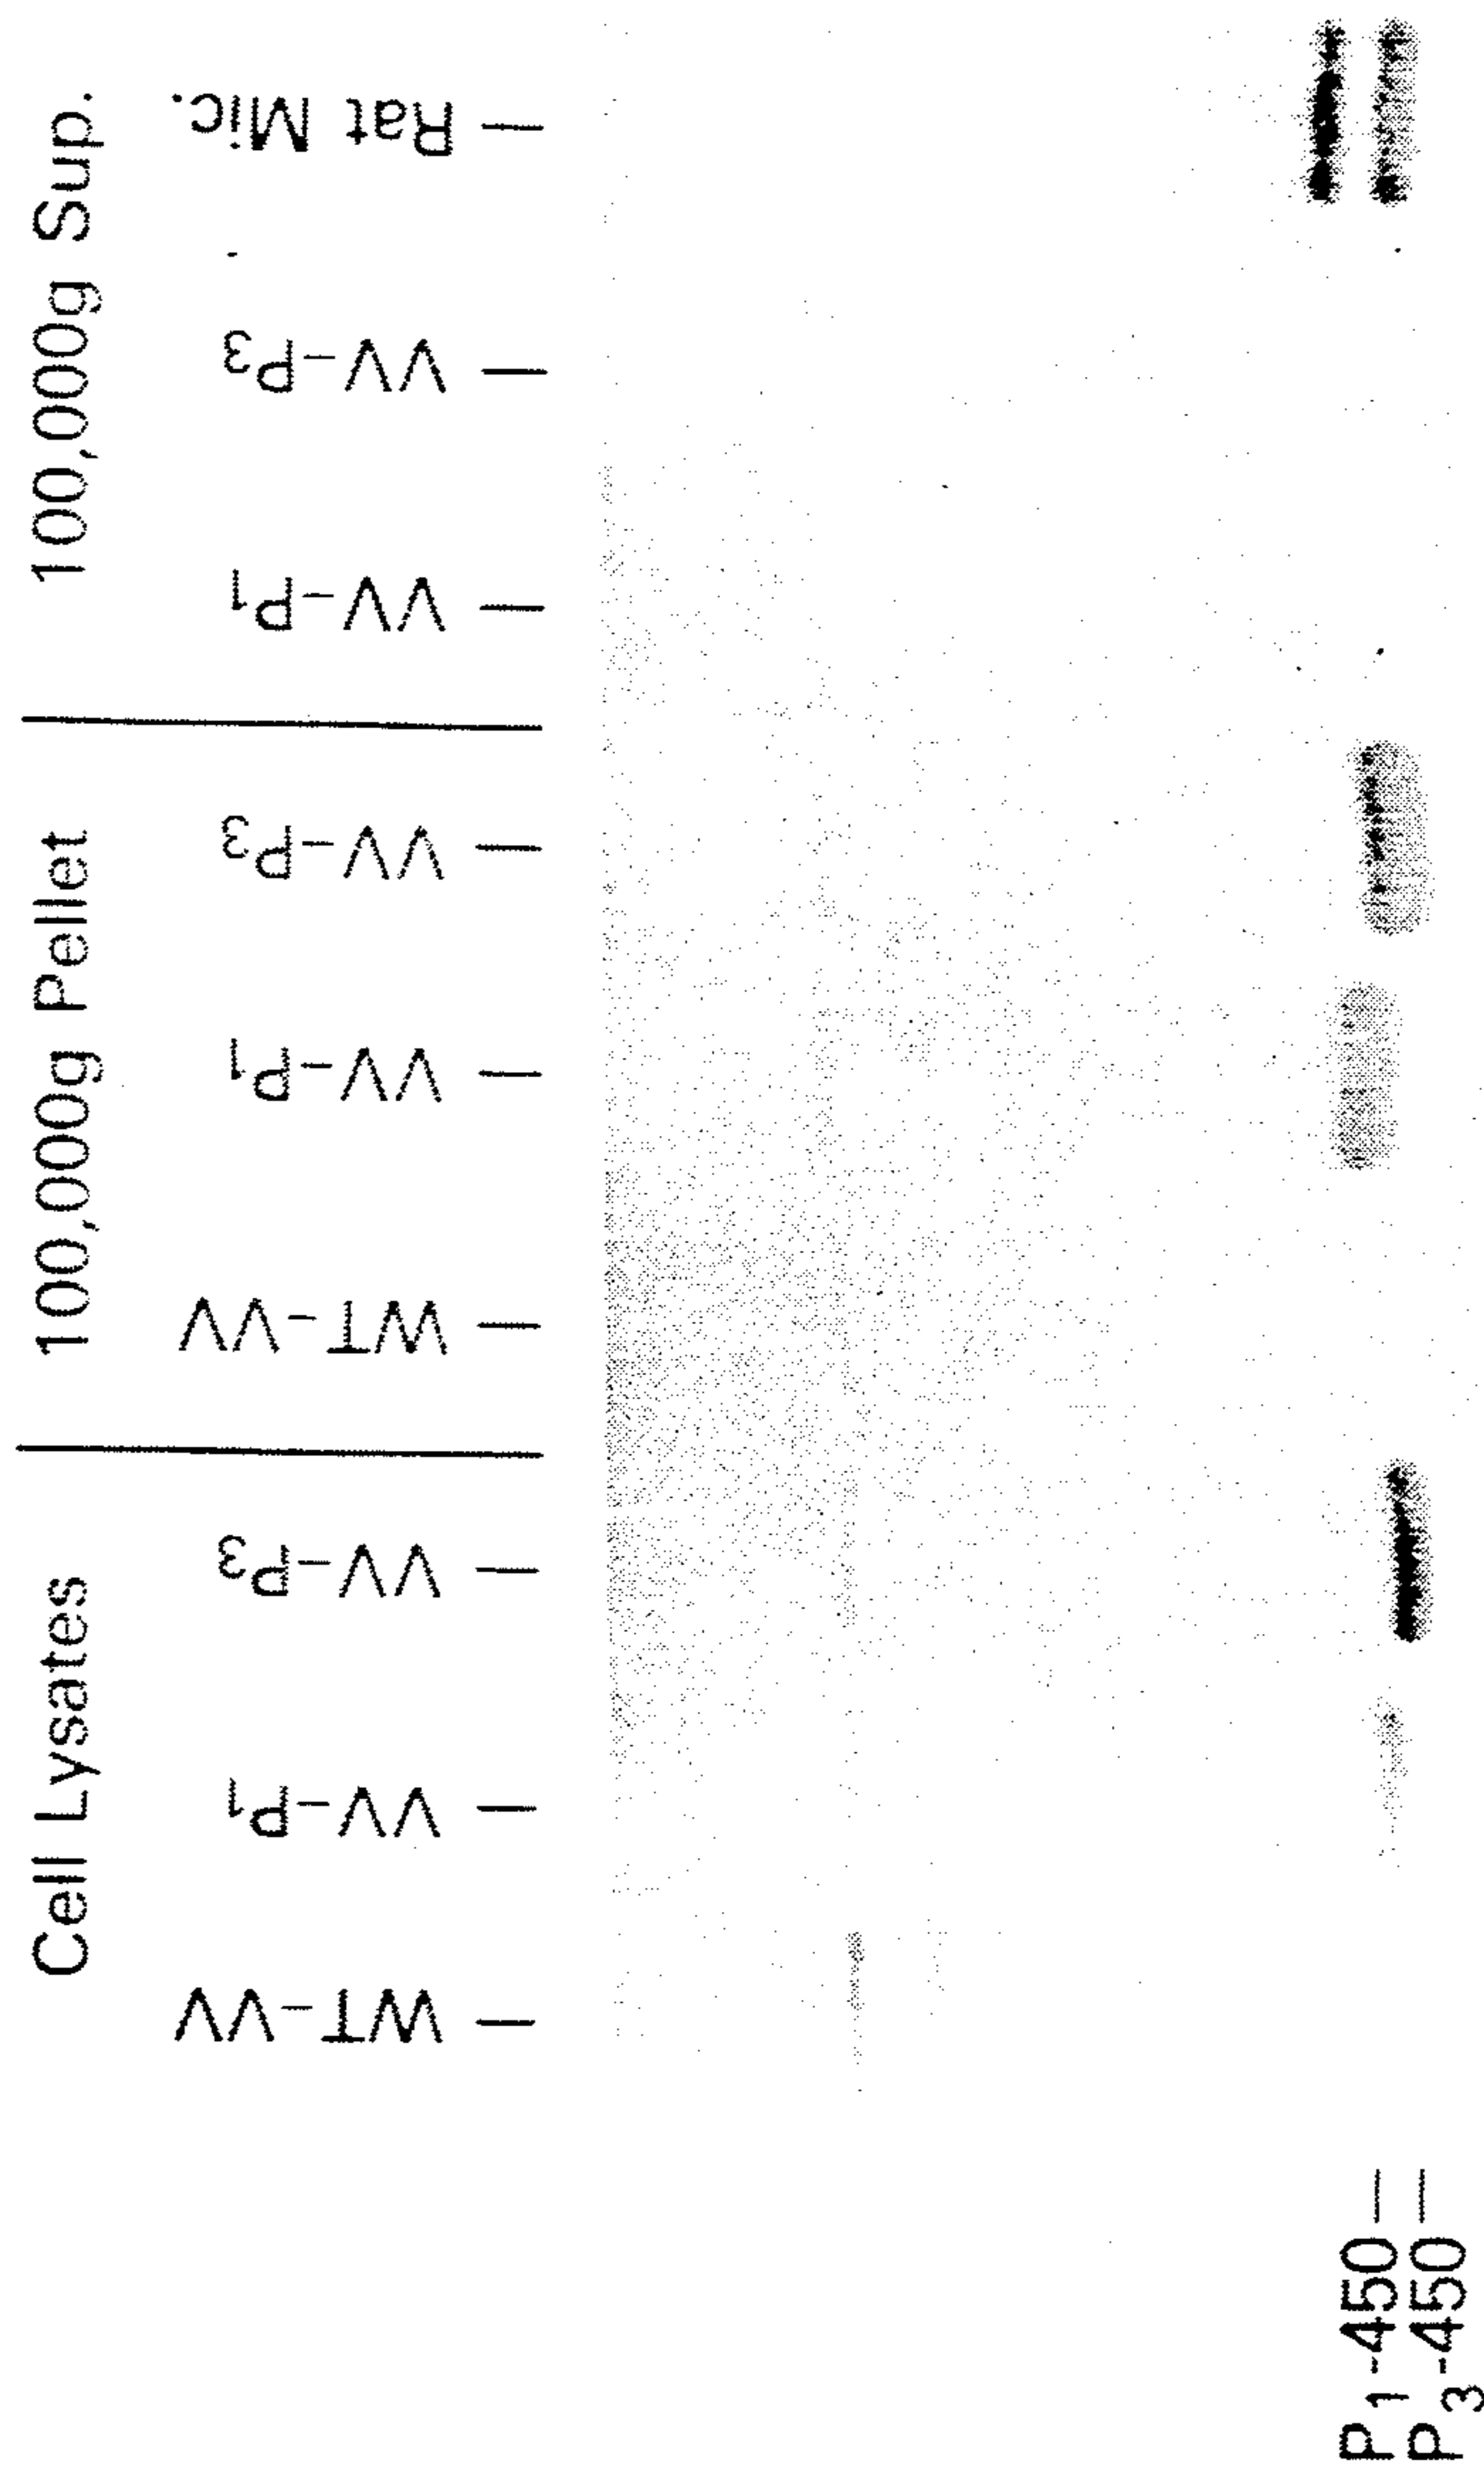 Cell Lysates
100,000g Pellet
100,000g Sup.
WT-VV
VV-P1
VV-P3
WT-VV
VV-P1
VV-P3
VV-P1
VV-P3
Rat Mic.
P1-450
P3-450